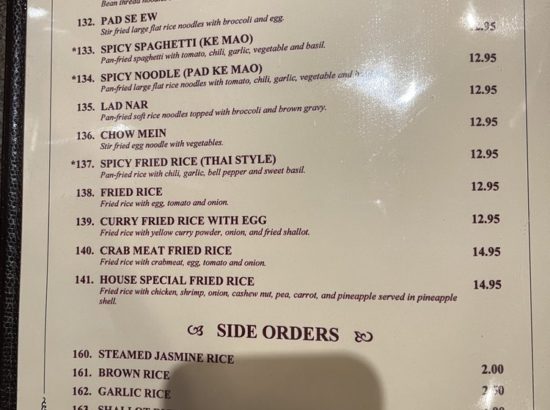 Bean thread noodles
132. PAD SE EW 12.95
Stir fried large flat rice noodles with broccoli and egg.
*133. SPICY SPAGHETTI (KE MAO) 12.95
Pan-fried spaghetti with tomato, chili, garlic, vegetable and basil.
*134. SPICY NOODLE (PAD KE MAO) 12.95
Pan-fried large flat rice noodles with tomato, chili, garlic, vegetable and
135. LAD NAR 12.95
Pan-fried soft rice noodles topped with broccoli and brown gravy.
136. CHOW MEIN 12.95
Stir fried egg noodle with vegetables.
*137. SPICY FRIED RICE (THAI STYLE) 12.95
Pan-fried rice with chili, garlic, bell pepper and sweet basil.
138. FRIED RICE 12.95
Fried rice with egg, tomato and onion.
139. CURRY FRIED RICE WITH EGG 12.95
Fried rice with yellow curry powder, onion, and fried shallot.
140. CRAB MEAT FRIED RICE 14.95
Fried rice with crabmeat, egg, tomato and onion.
141. HOUSE SPECIAL FRIED RICE 14.95
Fried rice with chicken, shrimp, onion, cashew nut, pea, carrot, and pineapple served in pineapple
shell.
SIDE ORDERS
160. STEAMED JASMINE RICE
161. BROWN RICE 2.00
162. GARLIC RICE 2.50
163. SHALLOT